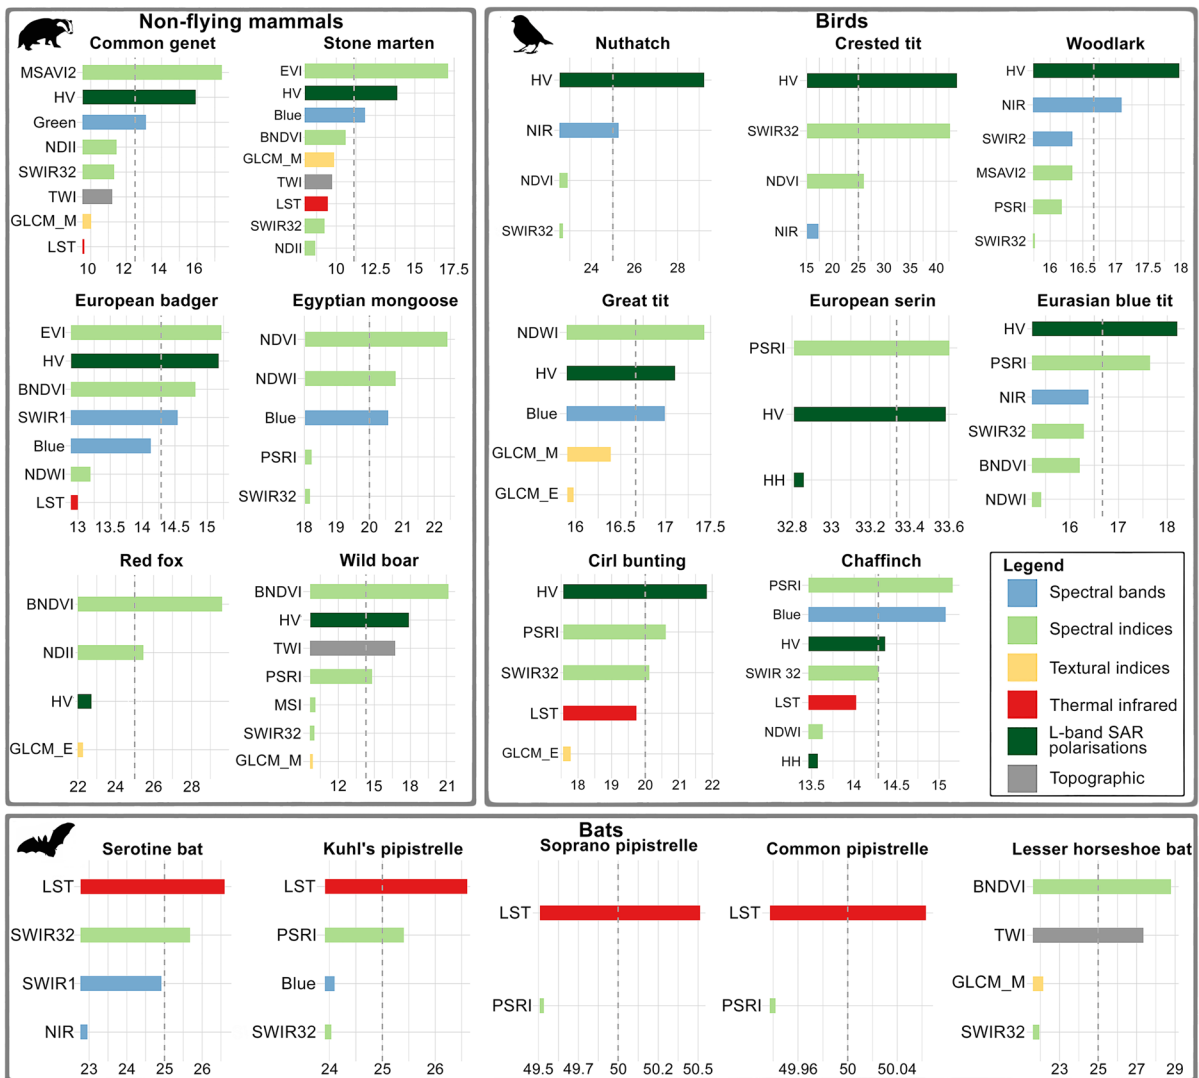 Non-flying mammals
Common genet
MSAVI2
HV
Green
NDII
SWIR32
TWI
GLCM_M
LST
10 12 14 16
Stone marten
EVI
HV
Blue
BNDVI
GLCM_M
TWI
LST
SWIR32
NDII
10 12.5 15 17.5
European badger
EVI
HV
BNDVI
SWIR1
Blue
NDWI
LST
13 13.5 14 14.5 15
Egyptian mongoose
NDVI
NDWI
Blue
PSRI
SWIR32
18 20 22
Red fox
BNDVI
NDII
HV
GLCM_E
22 24 26 28
Wild boar
BNDVI
HV
TWI
PSRI
MSI
SWIR32
GLCM_M
12 15 18 21
Birds
Nuthatch
HV
NIR
NDVI
SWIR32
24 26 28
Crested tit
HV
SWIR32
NDVI
NIR
15 20 25 30 35 40
Woodlark
HV
NIR
SWIR2
MSAVI2
PSRI
SWIR32
16 16.5 17 17.5 18
Great tit
NDWI
HV
Blue
GLCM_M
GLCM_E
16 16.5 17 17.5
European serin
PSRI
HV
HH
32.8 33 33.2 33.4 33.6
Eurasian blue tit
HV
PSRI
NIR
SWIR32
BNDVI
NDWI
16 17 18
Cirl bunting
HV
PSRI
SWIR32
LST
GLCM_E
18 19 20 21 22
Chaffinch
PSRI
Blue
HV
SWIR 32
LST
NDWI
HH
13.5 14 14.5 15
Legend
Spectral bands
Spectral indices
Textural indices
Thermal infrared
L-band SAR
polarisations
Topographic
Bats
Serotine bat
LST
SWIR32
SWIR1
NIR
23 24 25 26
Kuhl's pipistrelle
LST
PSRI
Blue
SWIR32
24 25 26
Soprano pipistrelle
LST
PSRI
49.5 49.7 50 50.2 50.5
Common pipistrelle
LST
PSRI
49.96 50 50.04
Lesser horseshoe bat
BNDVI
TWI
GLCM_M
SWIR32
23 25 27 29